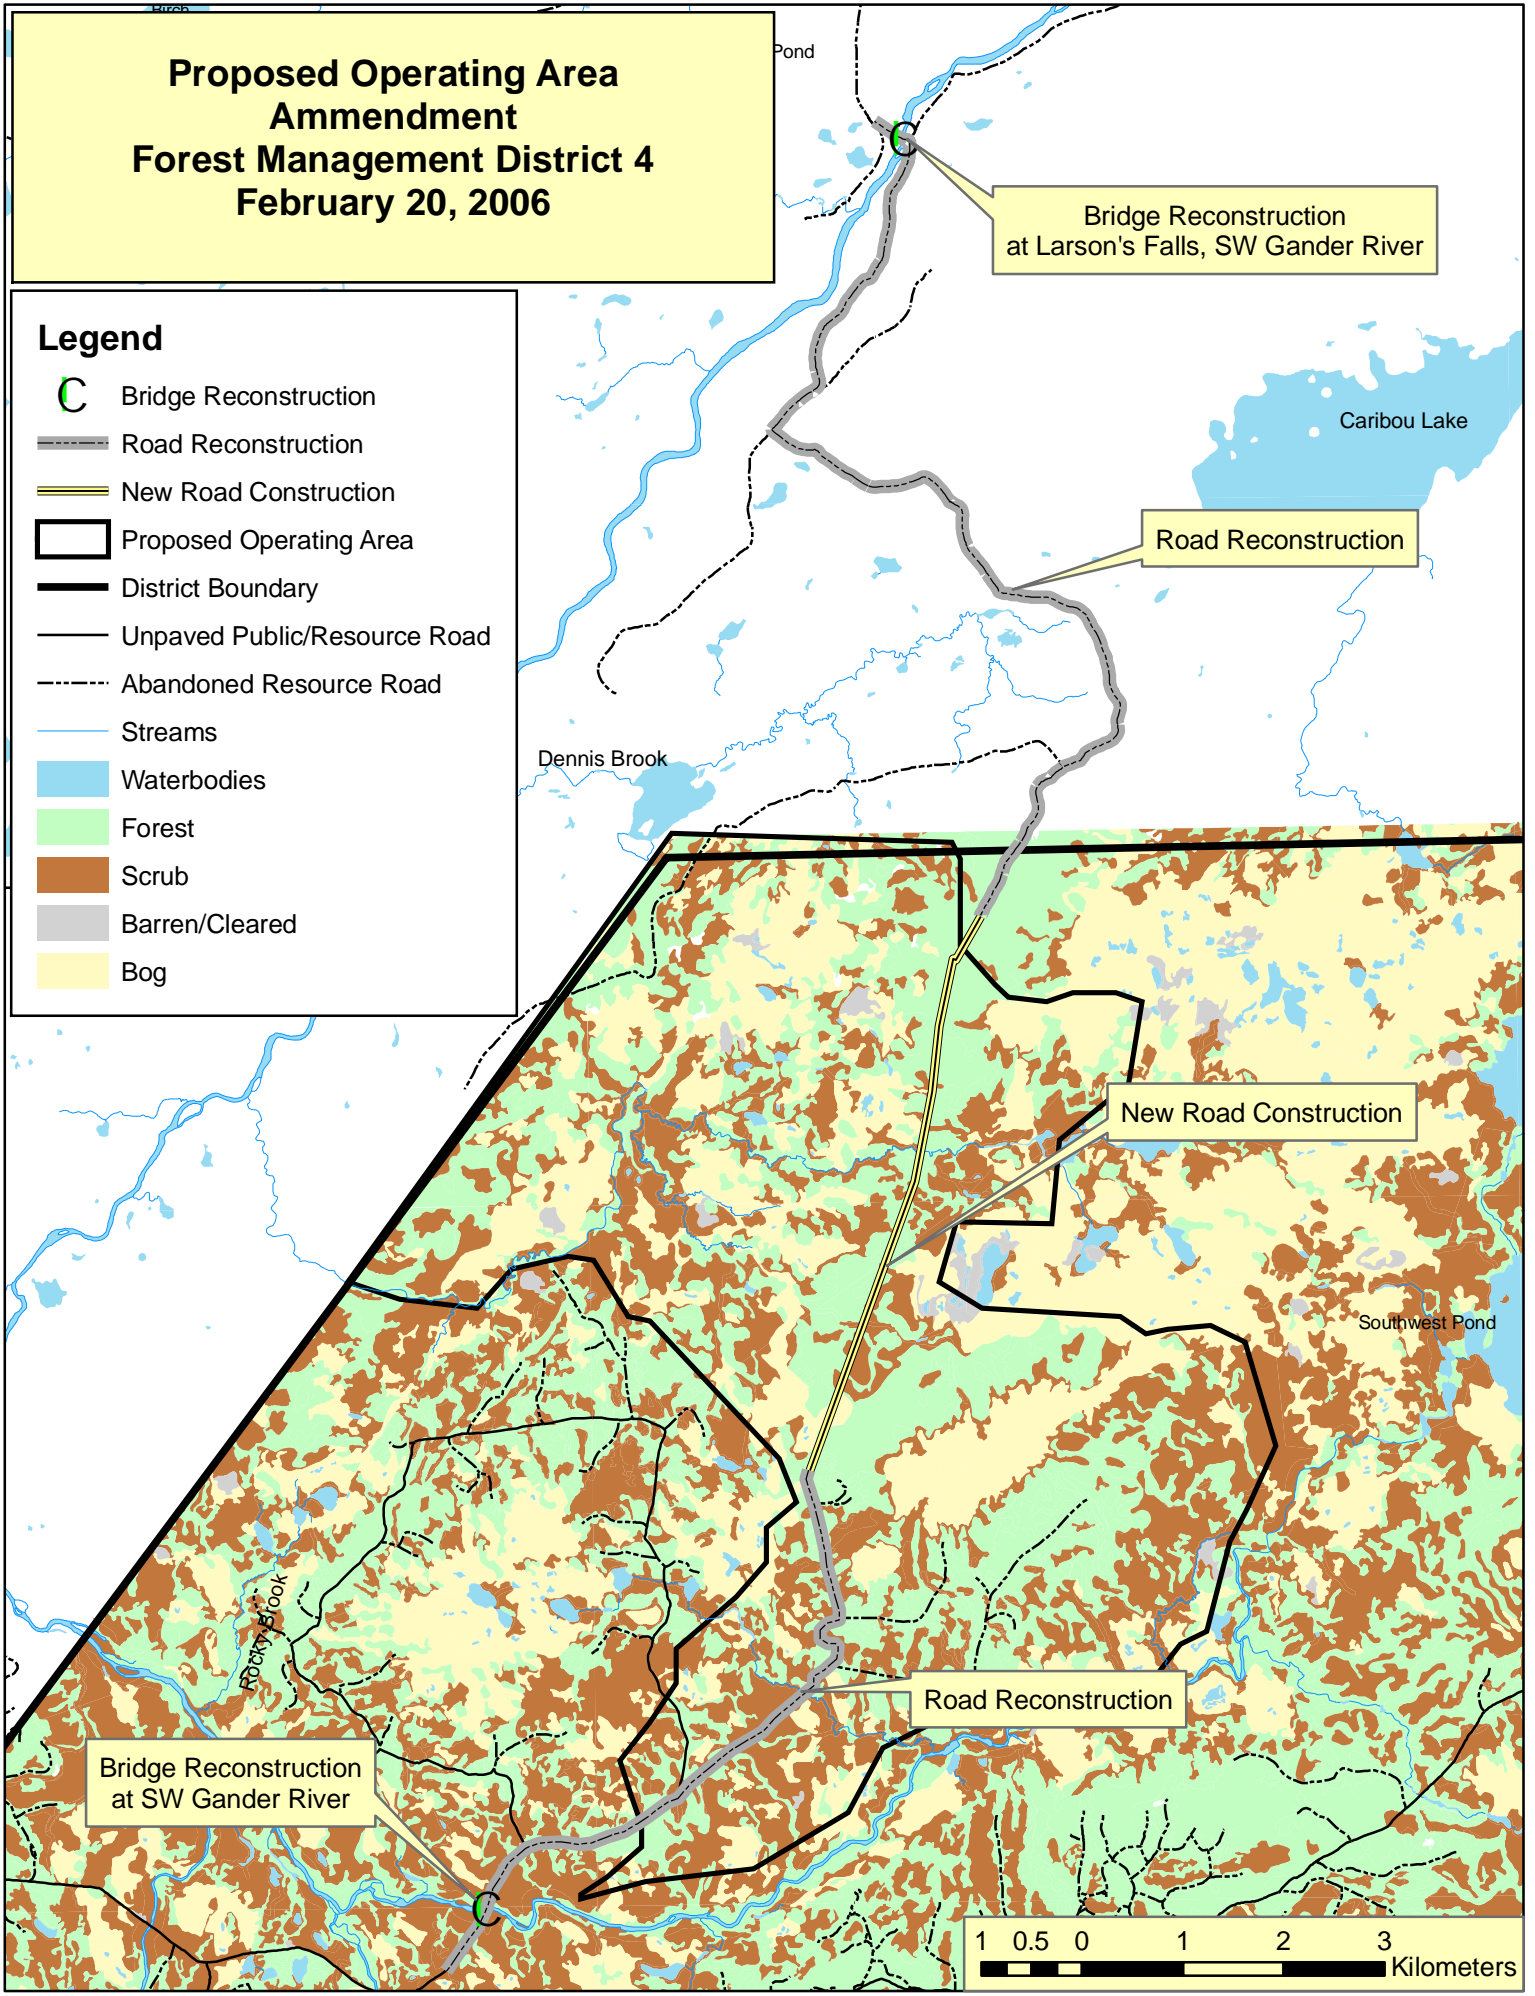 Birch
Pond
Proposed Operating Area
Ammendment
Forest Management District 4
February 20, 2006
Bridge Reconstruction
at Larson's Falls, SW Gander River
Legend
C Bridge Reconstruction
Road Reconstruction
New Road Construction
Proposed Operating Area
District Boundary
Unpaved Public/Resource Road
Abandoned Resource Road
Streams
Waterbodies
Forest
Scrub
Barren/Cleared
Bog
C
Caribou Lake
Road Reconstruction
Dennis Brook
New Road Construction
Southwest Pond
Rocky Brook
Road Reconstruction
Bridge Reconstruction
at SW Gander River
C
1 0.5 0 1 2 3
Kilometers